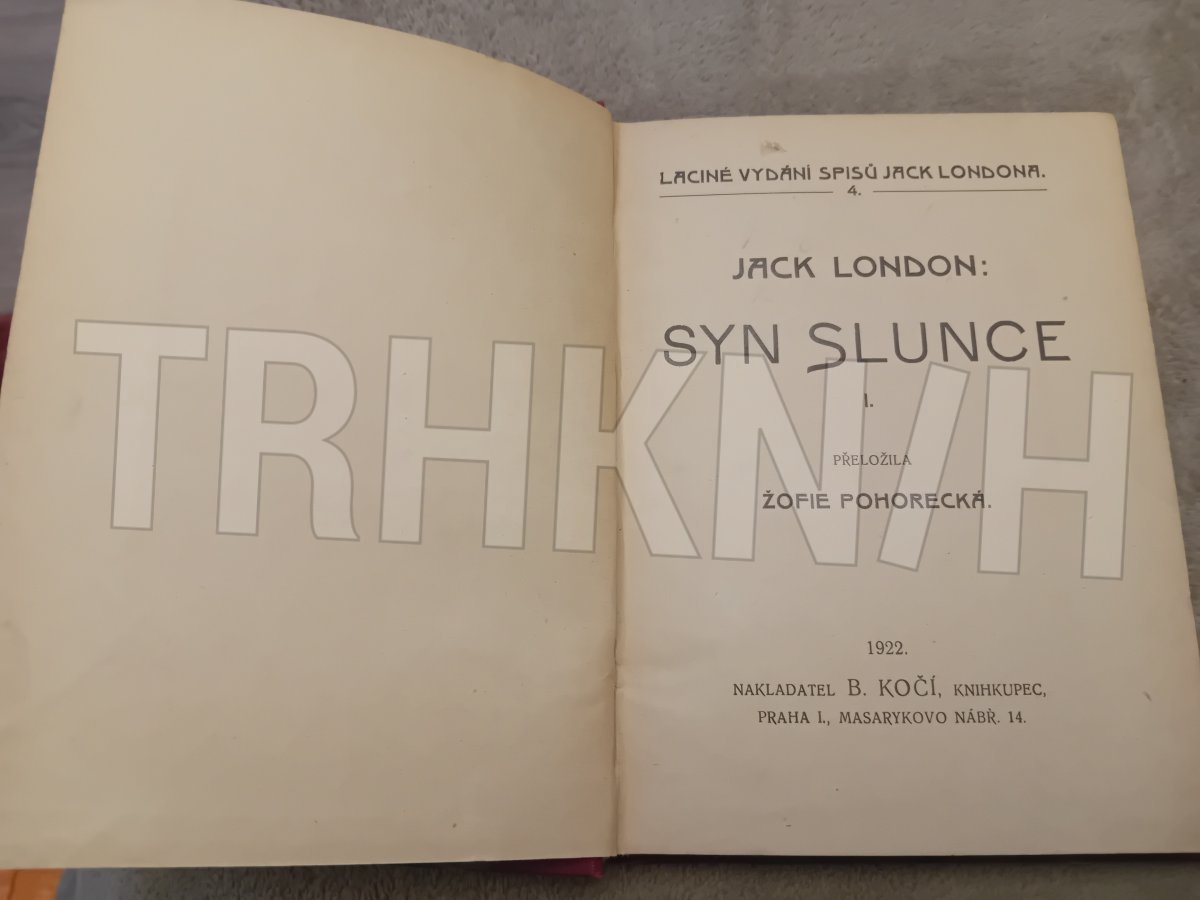 LACINÉ VYDÁNÍ SPISŮ JACK LONDONA.
4.
JACK LONDON:
SYN SLUNCE
I.
PŘELOŽILA
ŽOFIE POHORECKÁ.
TRHKNIH
1922.
NAKLADATEL B. KOČÍ, KNIHKUPEC,
PRAHA I., MASARYKOVO NÁBŘ. 14.